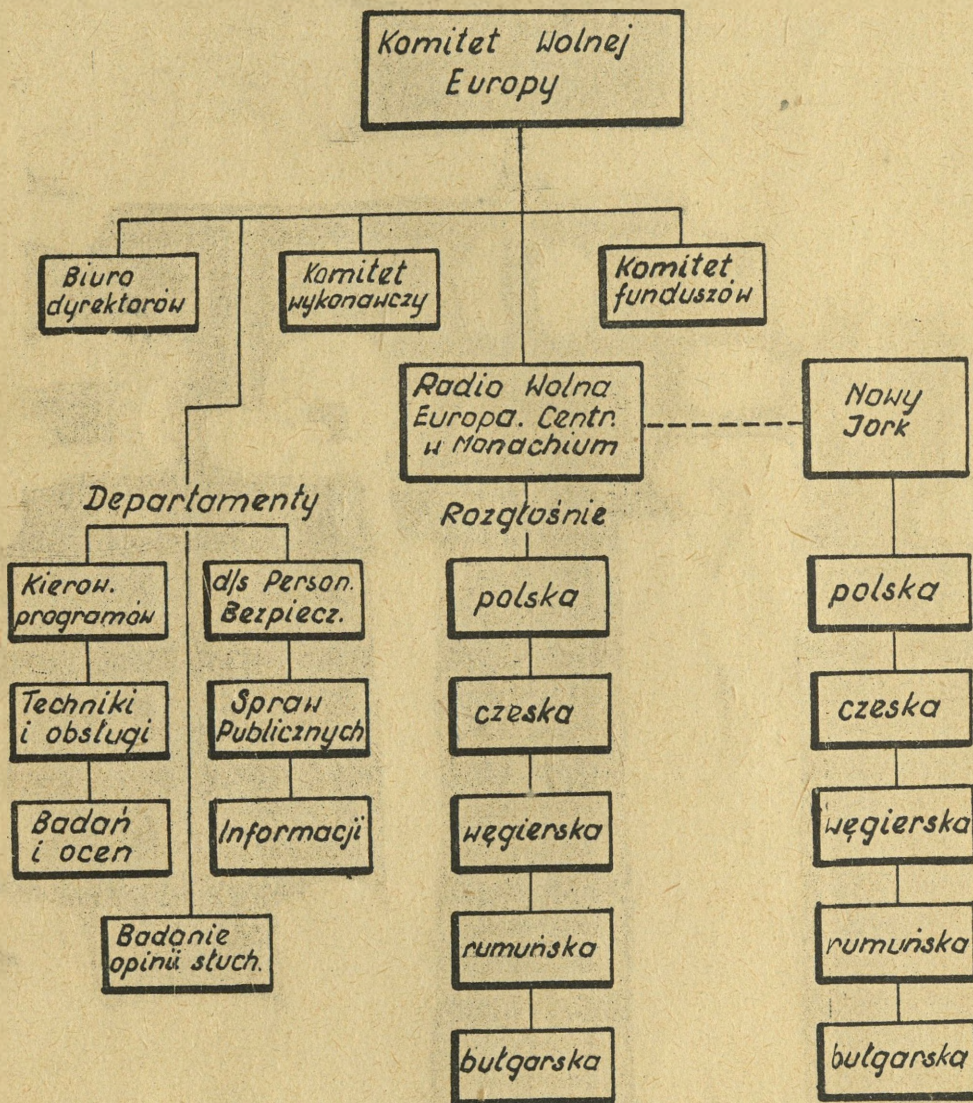 Komitet Wolnej
Europy
Biuro
dyrektorów
Komitet
wykonawczy
Komitet
funduszów
Radio Wolna
Europa. Centr.
w Monachium
Nowy
Jork
Departamenty
Kierow.
programów
Techniki
i obsługi
Badań
i ocen
d/s Person.
Bezpiecz.
Spraw
Publicznych
Informacji
Badanie
opinii słuch.
Rozgłośnie
polska
czeska
węgierska
rumuńska
bułgarska
polska
czeska
węgierska
rumuńska
bułgarska